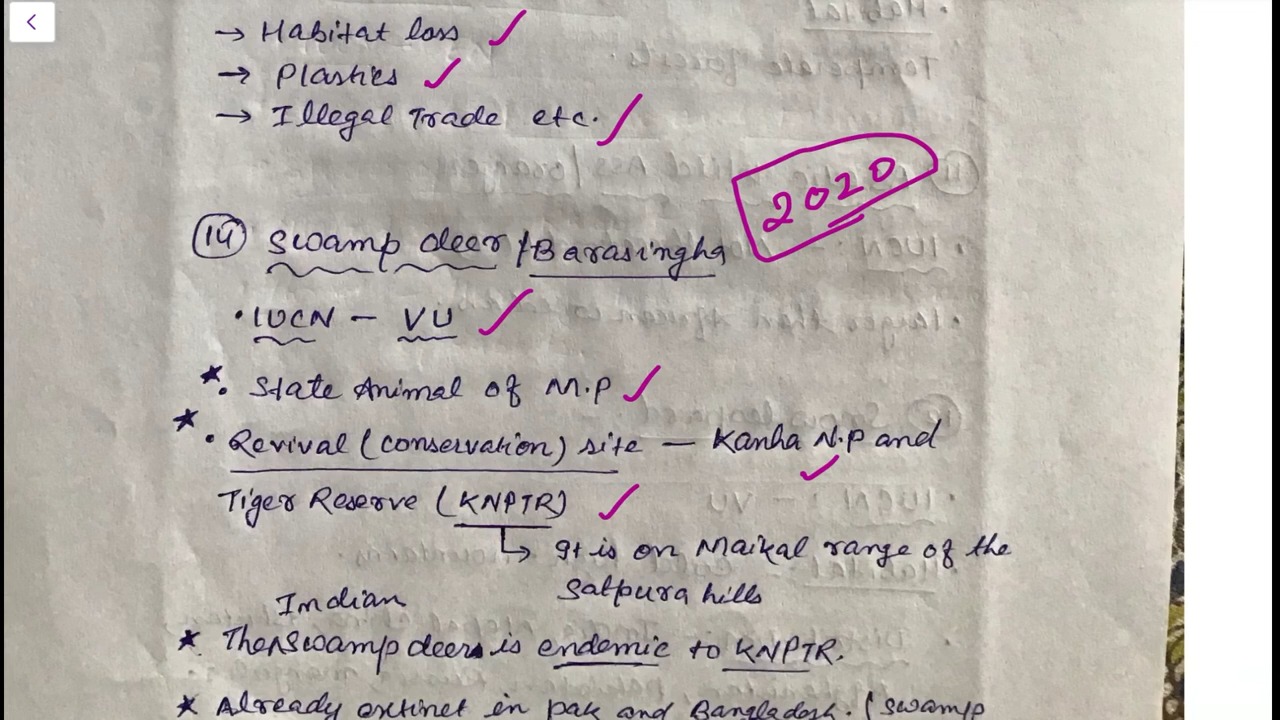 → Habitat loss
→ Plastics
→ Illegal Trade etc.
2020
(14) Swamp deer / Barasingha
• IUCN – VU
*. State Animal of M.P
* • Revival (conservation) site – Kanha N.P and
Tiger Reserve (KNPTR)
↳ It is on Maikal range of the
Satpura hills
Indian
* The swamp deer is endemic to KNPTR.
* Already extinct in pak and Bangladesh. (swamp